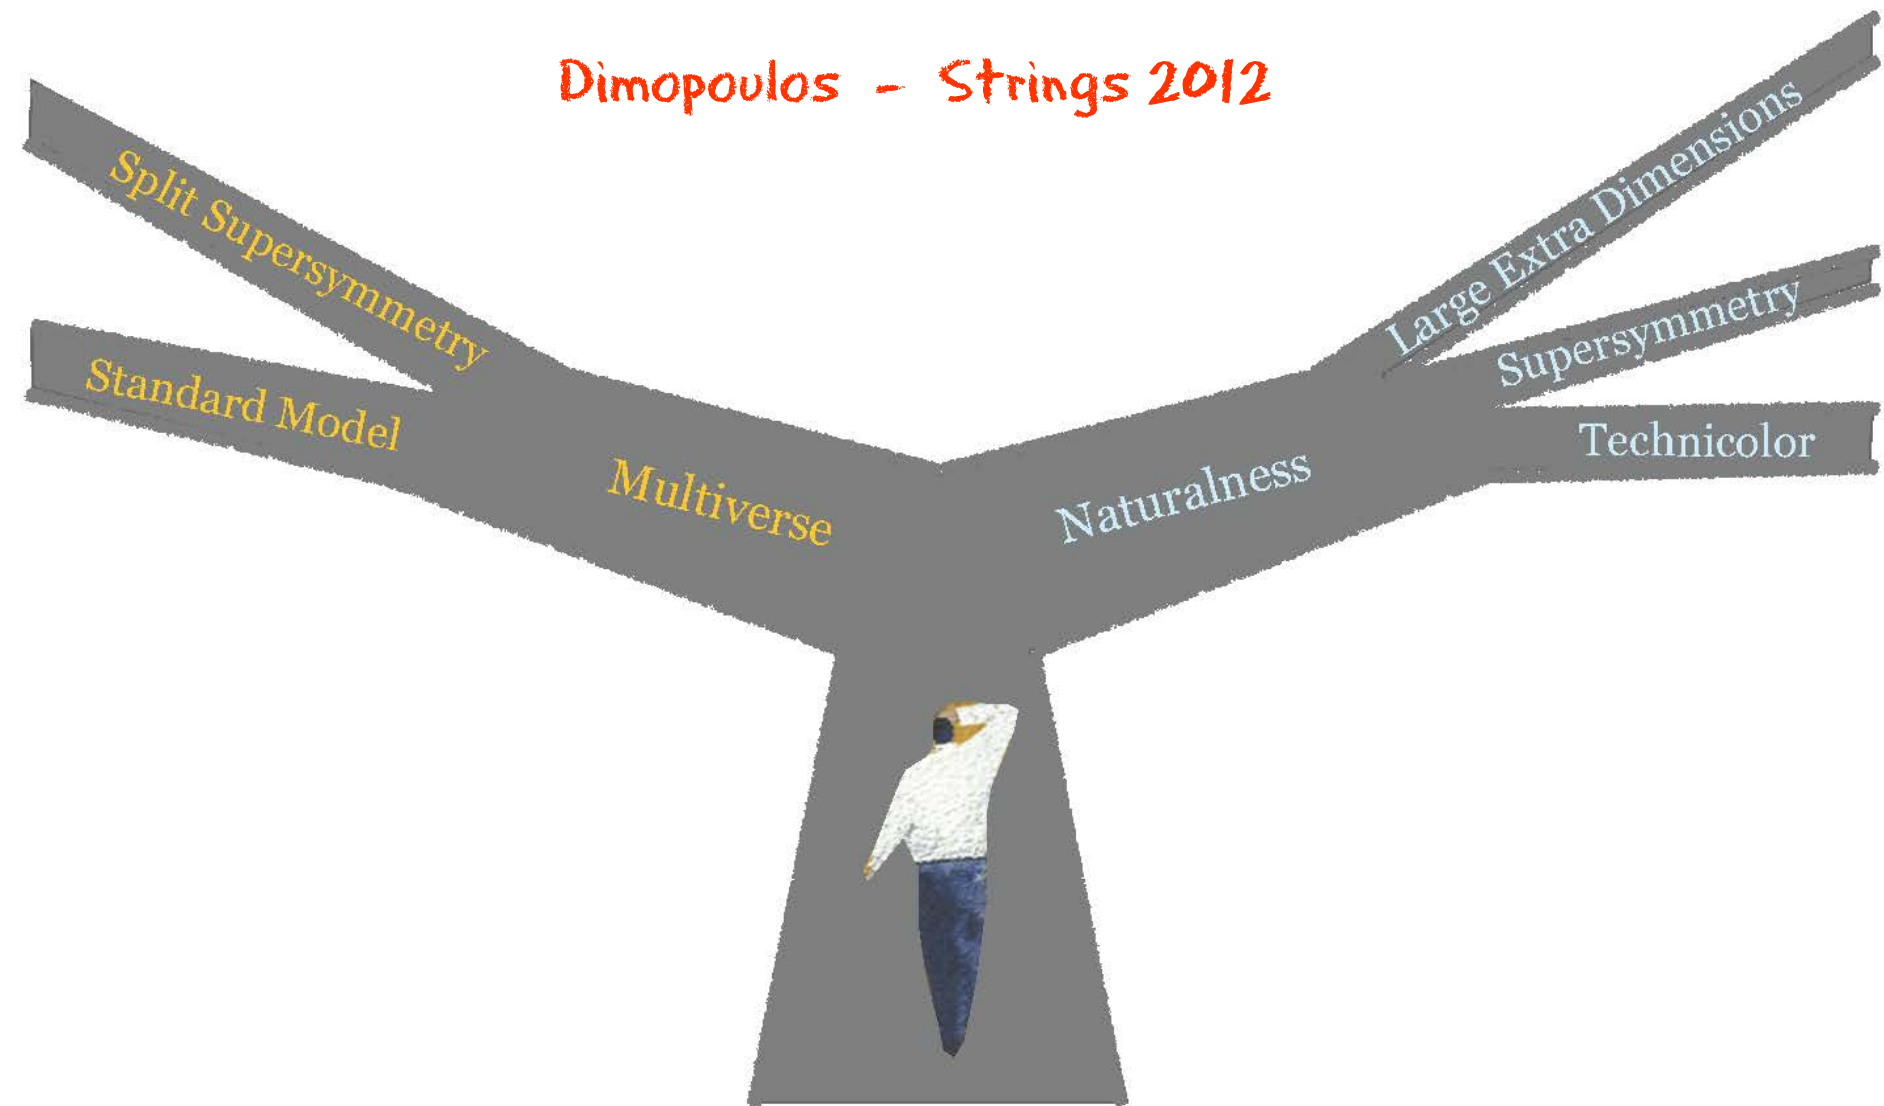 Dimopoulos - Strings 2012
Split Supersymmetry
Standard Model
Multiverse
Naturalness
Large Extra Dimensions
Supersymmetry
Technicolor